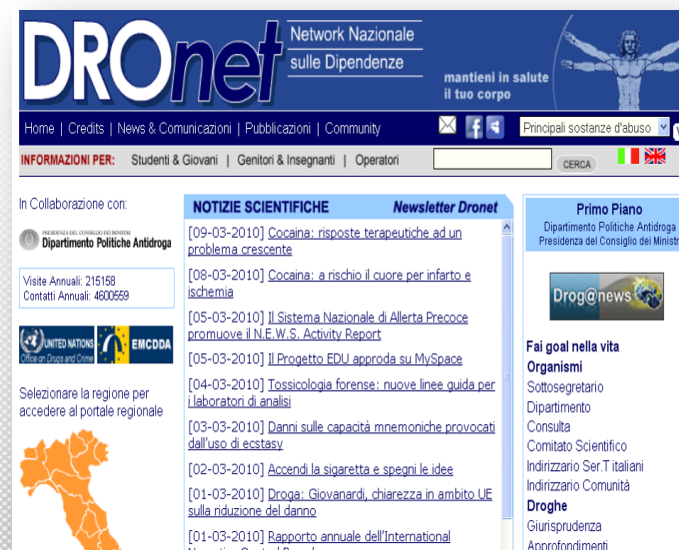 DROnet
Network Nazionale
sulle Dipendenze
mantieni in salute
il tuo corpo
Home | Credits | News & Comunicazioni | Pubblicazioni | Community
Principali sostanze d'abuso
INFORMAZIONI PER: Studenti & Giovani | Genitori & Insegnanti | Operatori
CERCA
In Collaborazione con:
PRESIDENZA DEL CONSIGLIO DEI MINISTRI
Dipartimento Politiche Antidroga
Visite Annuali: 215158
Contatti Annuali: 4600559
UNITED NATIONS
Office on Drugs and Crime
EMCDDA
Selezionare la regione per
accedere al portale regionale
NOTIZIE SCIENTIFICHE Newsletter Dronet
[09-03-2010] Cocaina: risposte terapeutiche ad un
problema crescente
[08-03-2010] Cocaina: a rischio il cuore per infarto e
ischemia
[05-03-2010] Il Sistema Nazionale di Allerta Precoce
promuove il N.E.W.S. Activity Report
[05-03-2010] Il Progetto EDU approda su MySpace
[04-03-2010] Tossicologia forense: nuove linee guida per
i laboratori di analisi
[03-03-2010] Danni sulle capacità mnemoniche provocati
dall'uso di ecstasy
[02-03-2010] Accendi la sigaretta e spegni le idee
[01-03-2010] Droga: Giovanardi, chiarezza in ambito UE
sulla riduzione del danno
[01-03-2010] Rapporto annuale dell'International
Primo Piano
Dipartimento Politiche Antidroga
Presidenza del Consiglio dei Ministri
Drog@news
Fai goal nella vita
Organismi
Sottosegretario
Dipartimento
Consulta
Comitato Scientifico
Indirizzario Ser.T italiani
Indirizzario Comunità
Droghe
Giurisprudenza
Approfondimenti